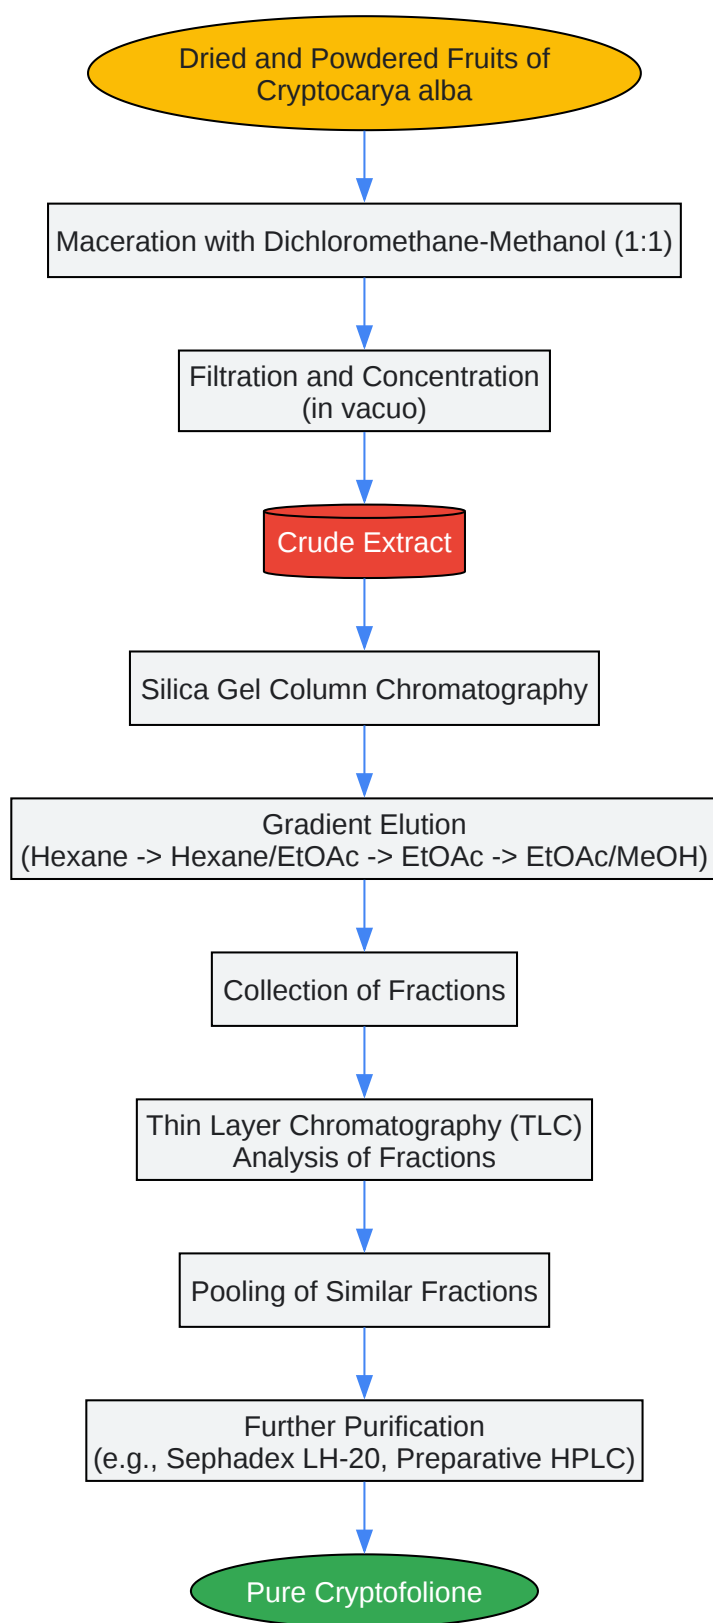 Dried and Powdered Fruits of
Cryptocarya alba
Maceration with Dichloromethane-Methanol (1:1)
Filtration and Concentration
(in vacuo)
Crude Extract
Silica Gel Column Chromatography
Gradient Elution
(Hexane -> Hexane/EtOAc -> EtOAc -> EtOAc/MeOH)
Collection of Fractions
Thin Layer Chromatography (TLC)
Analysis of Fractions
Pooling of Similar Fractions
Further Purification
(e.g., Sephadex LH-20, Preparative HPLC)
Pure Cryptofolione